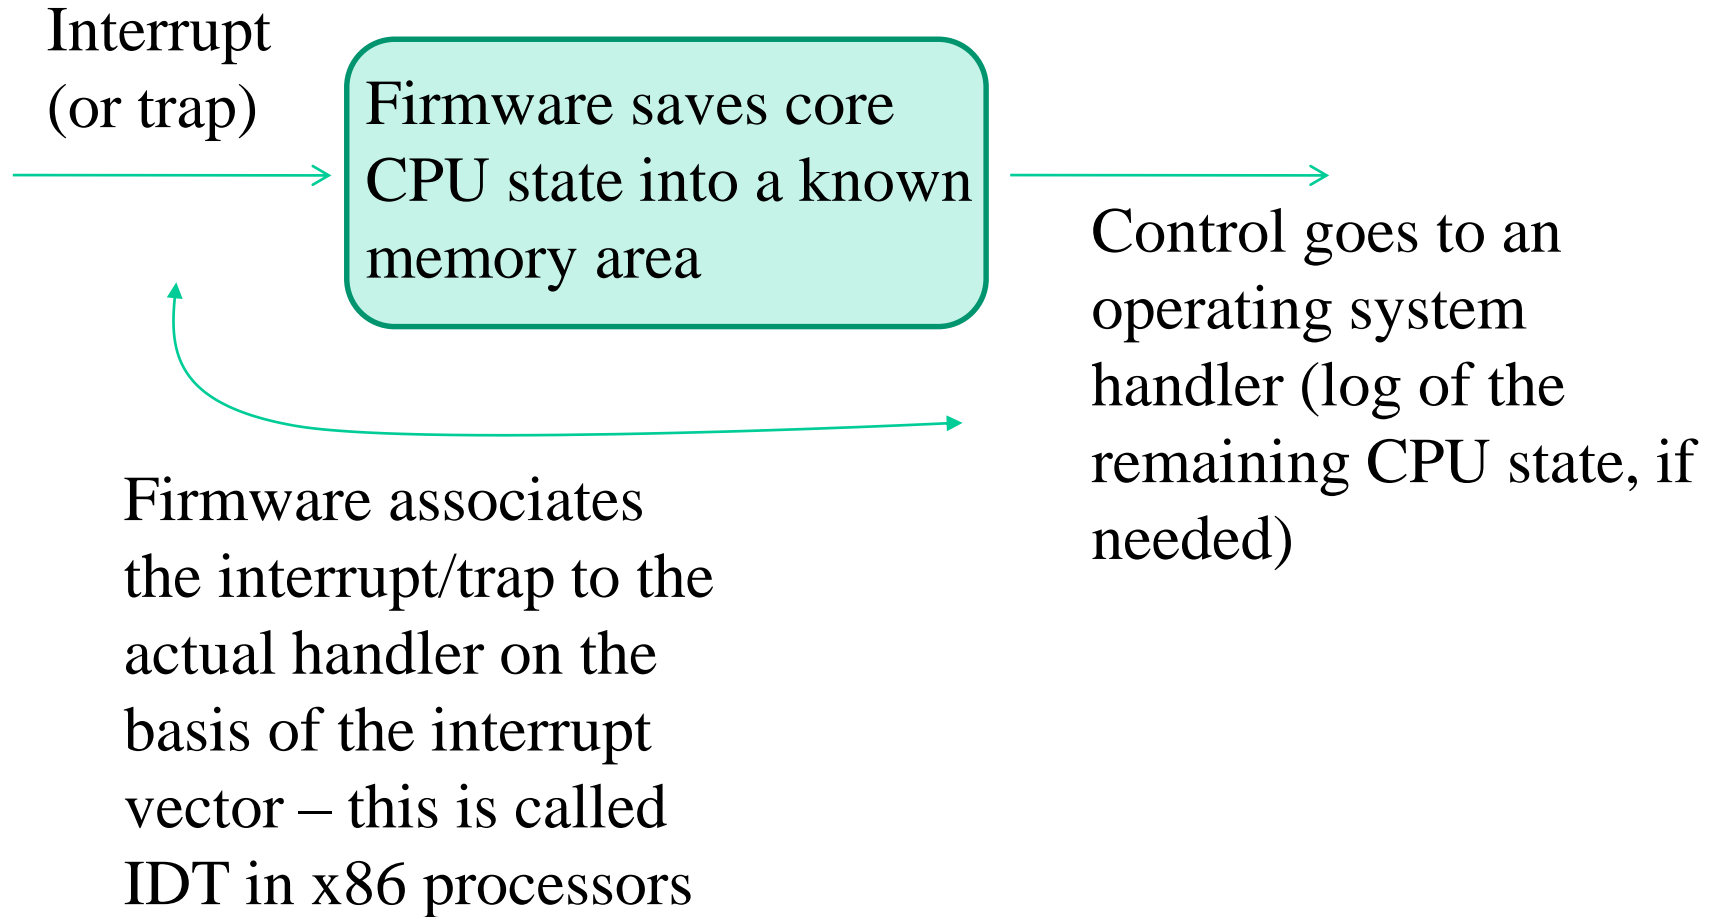 Interrupt
(or trap)
Firmware saves core
CPU state into a known
memory area
Control goes to an
operating system
handler (log of the
remaining CPU state, if
needed)
Firmware associates
the interrupt/trap to the
actual handler on the
basis of the interrupt
vector – this is called
IDT in x86 processors